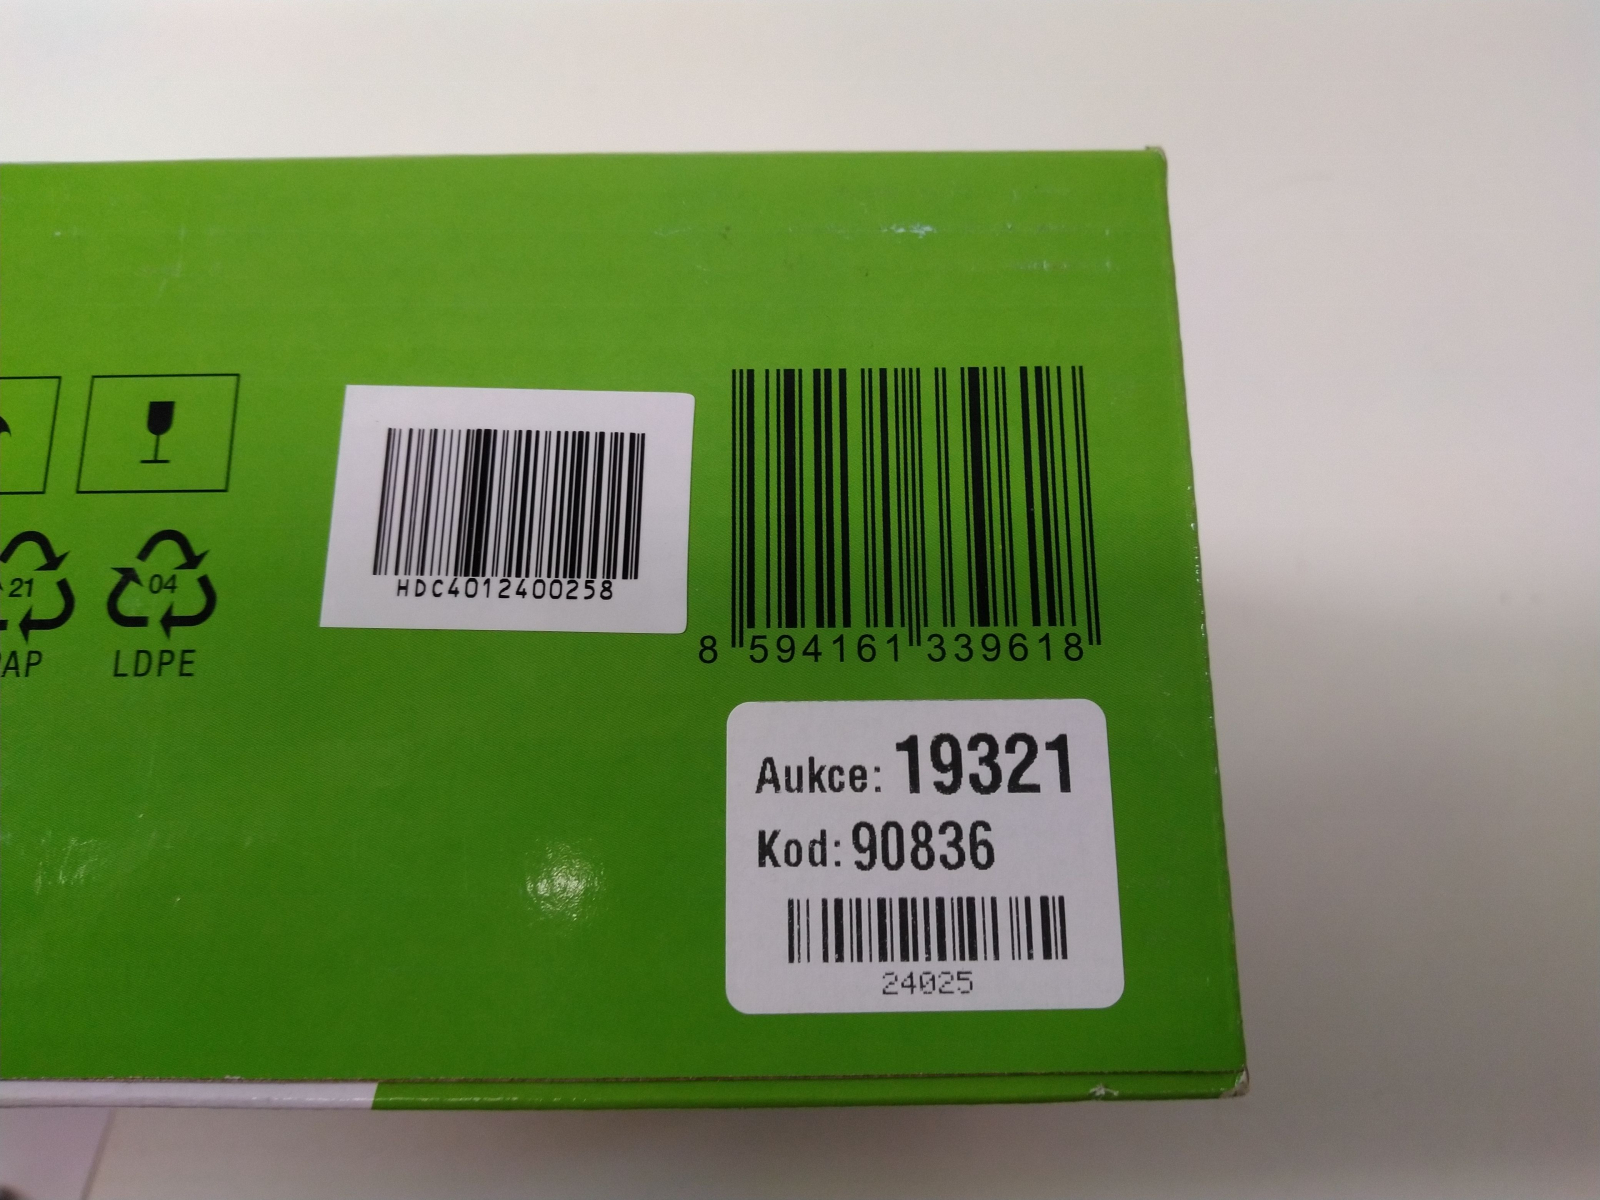 HDC4012400258
8 594161 339618
21
04
PAP
LDPE
Aukce: 19321
Kod: 90836
24025